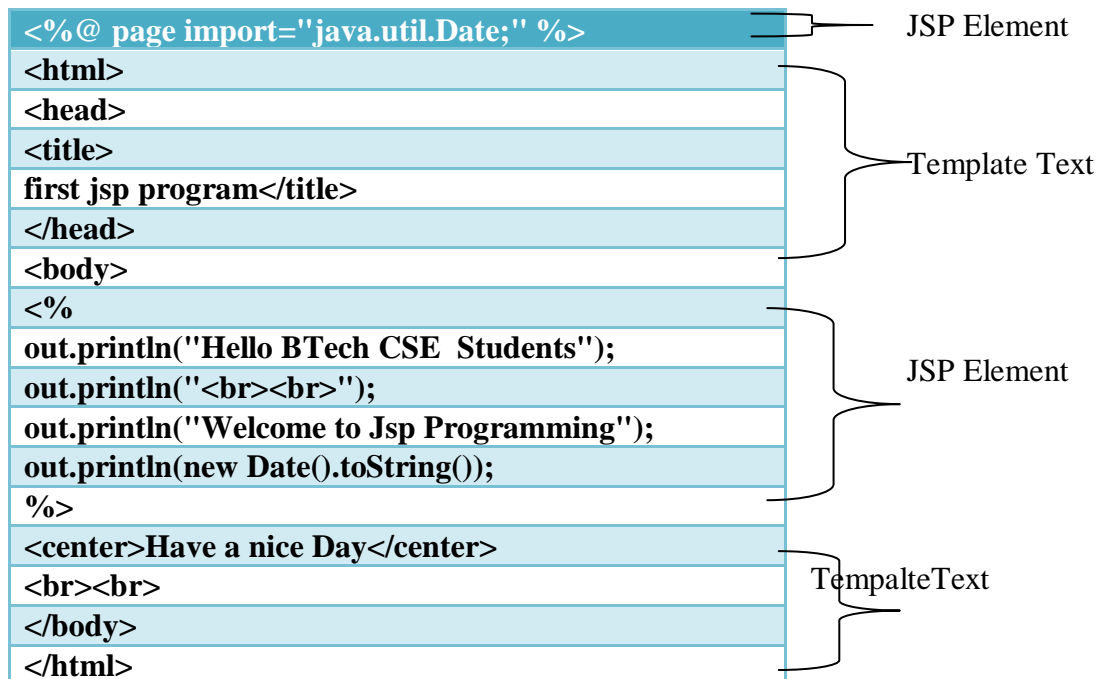 <%@ page import="java.util.Date;" %>
JSP Element
<html>
<head>
<title>
Template Text
first jsp program</title>
</head>
<body>
<%
out.println("Hello BTech CSE  Students");
JSP Element
out.println("<br><br>");
out.println("Welcome to Jsp Programming");
out.println(new Date().toString());
%>
<center>Have a nice Day</center>
TempalteText
<br><br>
</body>
</html>